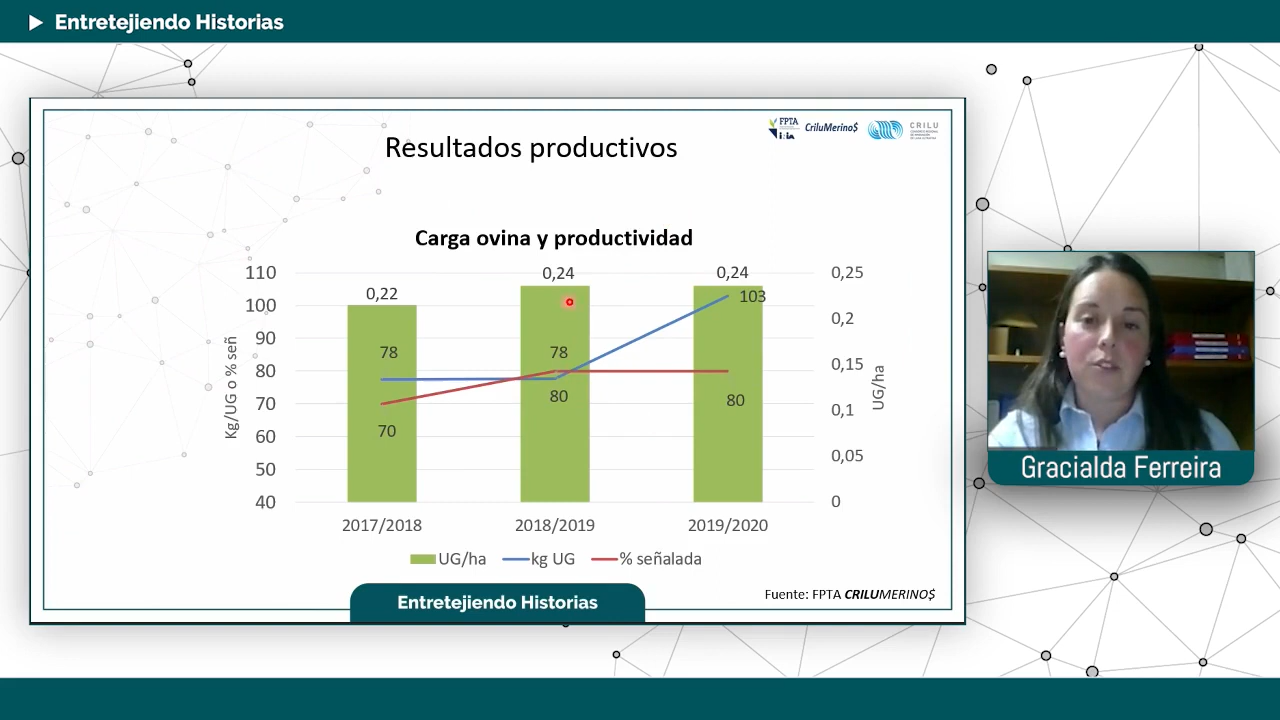 Entretejiendo Historias
FPTA
CriluMerino$
CRILU
Resultados productivos
Carga ovina y productividad
110
100
90
80
70
60
50
40
Kg/UG o % señ
0,22
0,24
0,24
78
78
103
70
80
80
0,25
0,2
0,15
0,1
0,05
0
UG/ha
2017/2018
2018/2019
2019/2020
UG/ha
kg UG
% señalada
Fuente: FPTA CRILUMERINO$
Entretejiendo Historias
Gracialda Ferreira